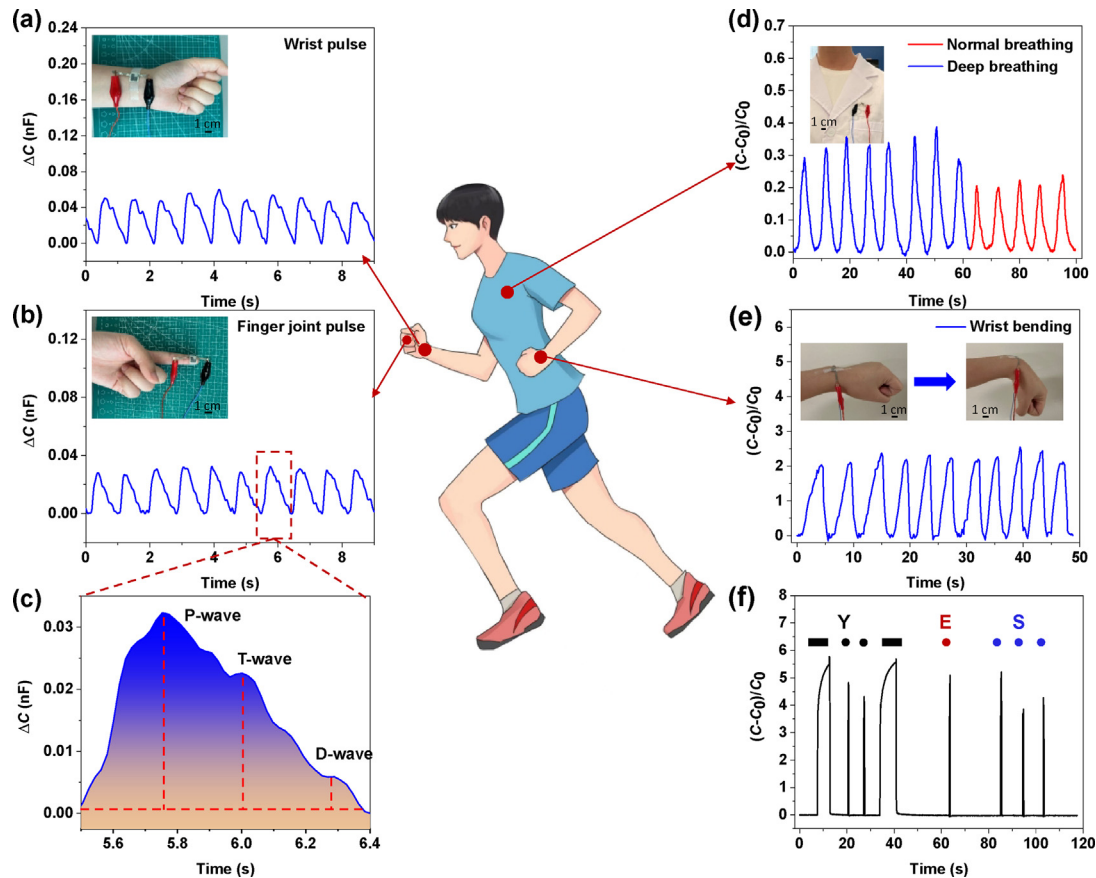 (a)
0.24
0.20
0.16
0.12
0.08
0.04
0.00
ΔC (nF)
Wrist pulse
1 cm
0 2 4 6 8
Time (s)
(b)
0.12
0.09
0.06
0.03
0.00
ΔC (nF)
Finger joint pulse
1 cm
0 2 4 6 8
Time (s)
(c)
0.03
0.02
0.01
0.00
ΔC (nF)
P-wave
T-wave
D-wave
5.6 5.8 6.0 6.2 6.4
Time (s)
(d)
0.7
0.6
0.5
0.4
0.3
0.2
0.1
0.0
(C-C0)/C0
Normal breathing
Deep breathing
1 cm
0 20 40 60 80 100
Time (s)
(e)
6
5
4
3
2
1
0
(C-C0)/C0
Wrist bending
1 cm
1 cm
0 10 20 30 40 50
Time (s)
(f)
8
7
6
5
4
3
2
1
0
(C-C0)/C0
Y E S
0 20 40 60 80 100 120
Time (s)